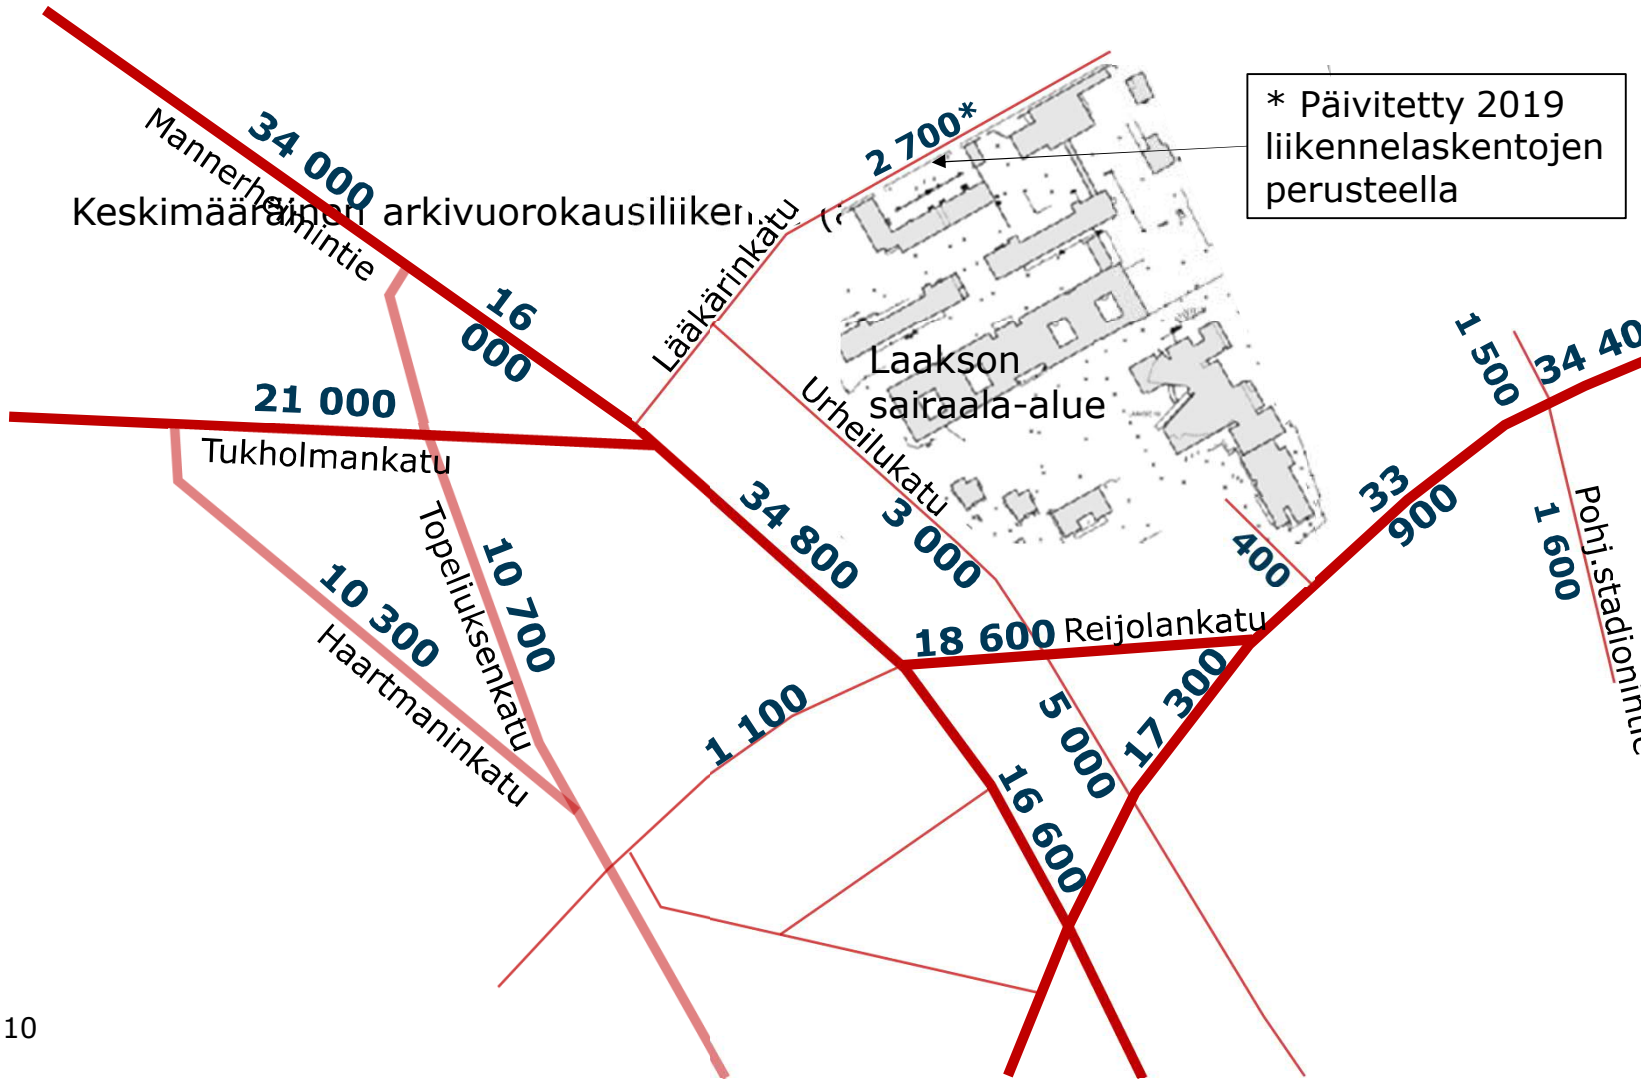 * Päivitetty 2019
liikennelaskentojen
perusteella
2 700*
34 000
Mannerheimintie
Keskimääräinen arkivuorokausiliikenne
Lääkärinkatu
16
000
1 500
34 40
Laakson
sairaala-alue
21 000
Tukholmankatu
Urheilukatu
3 000
34 800
33
900
400
Pohj.stadionintie
1 600
Topeliuksenkatu
10 700
10 300
Haartmaninkatu
18 600
Reijolankatu
17 300
1 100
5 000
16 600
10